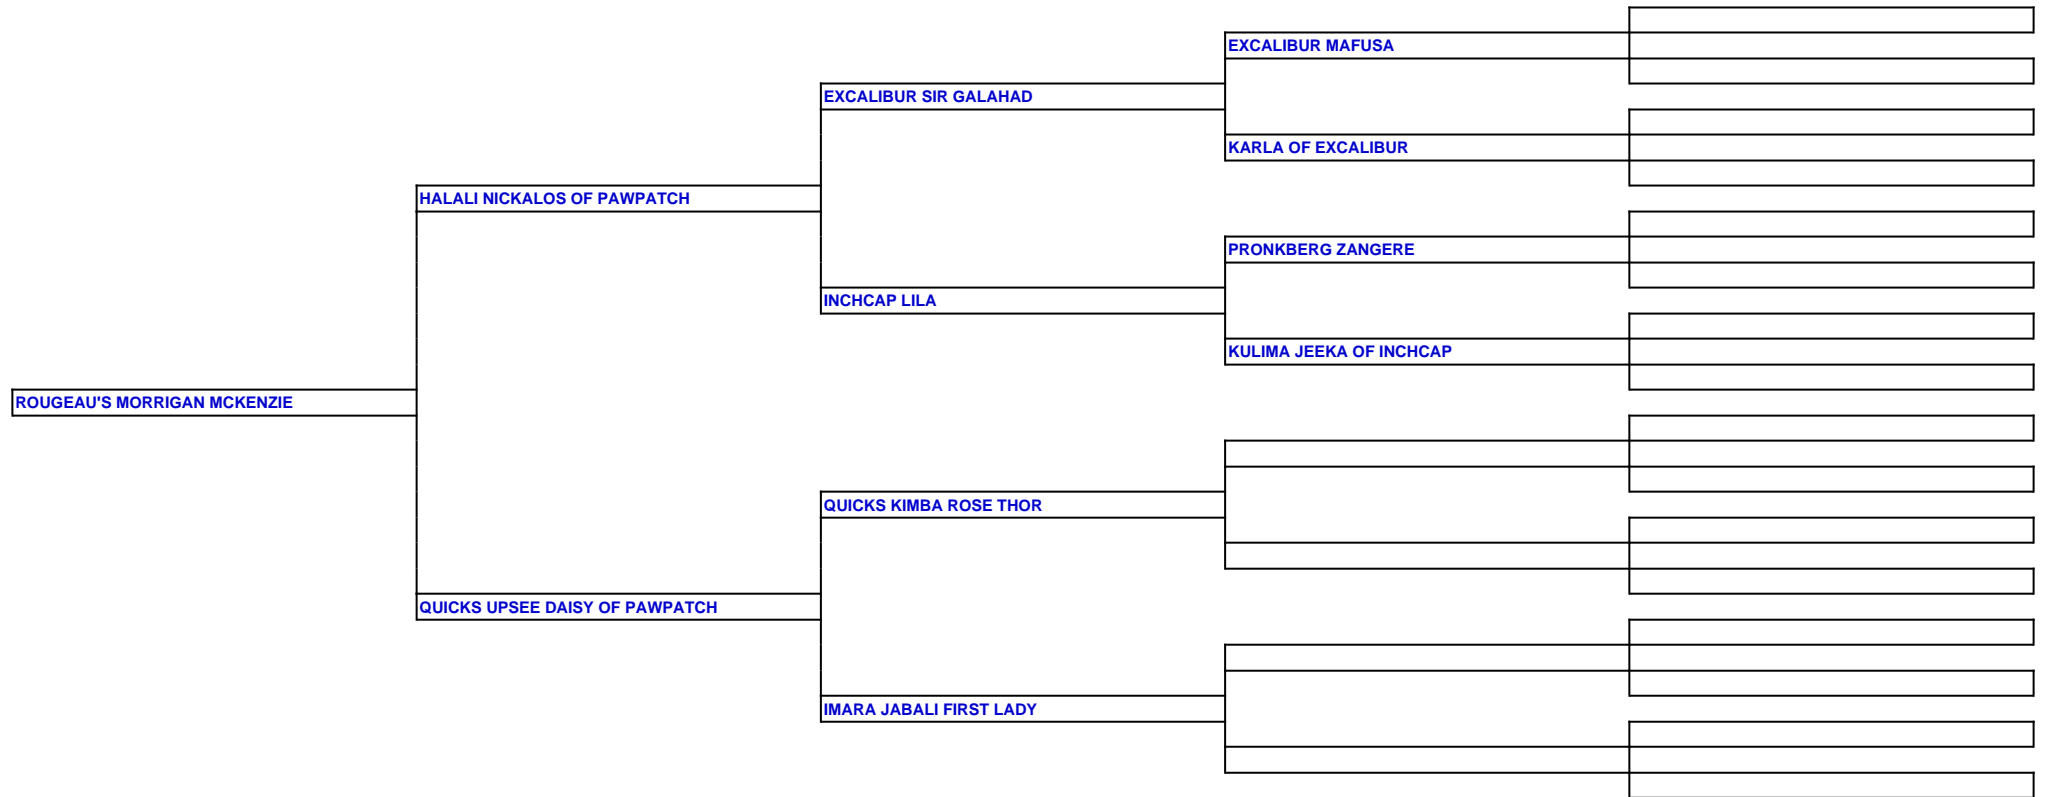 EXCALIBUR MAFUSA
EXCALIBUR SIR GALAHAD
KARLA OF EXCALIBUR
HALALI NICKALOS OF PAWPATCH
PRONKBERG ZANGERE
INCHCAP LILA
KULIMA JEEKA OF INCHCAP
ROUGEAU'S MORRIGAN MCKENZIE
QUICKS KIMBA ROSE THOR
QUICKS UPSEE DAISY OF PAWPATCH
IMARA JABALI FIRST LADY